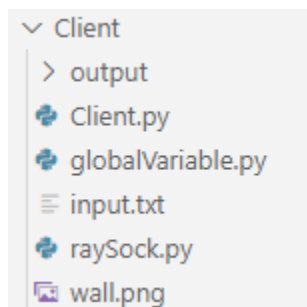 Client
output
Client.py
globalVariable.py
input.txt
raySock.py
wall.png